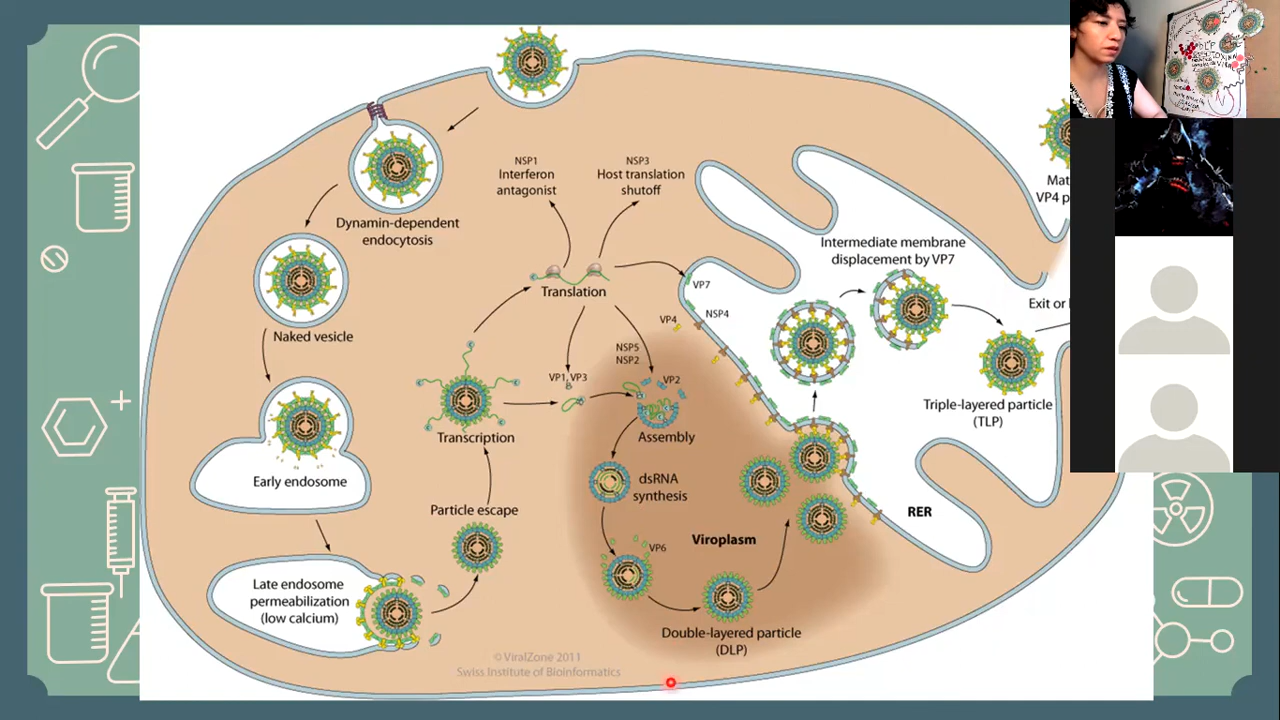 NSP1
Interferon
antagonist
NSP3
Host translation
shutoff
Dynamin-dependent
endocytosis
Intermediate membrane
displacement by VP7
Mat
VP4 p
Translation
VP7
Naked vesicle
VP4
NSP4
Exit or
NSP5
NSP2
VP1, VP3
VP2
Triple-layered particle
(TLP)
Transcription
Assembly
Early endosome
dsRNA
synthesis
Particle escape
RER
Viroplasm
VP6
Late endosome
permeabilization
(low calcium)
Double-layered particle
(DLP)
© ViralZone 2011
Swiss Institute of Bioinformatics